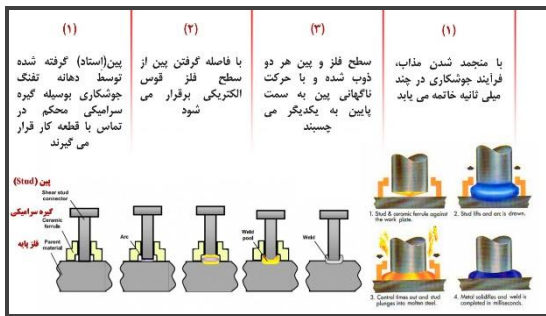 (۱)
پین(استاد) گرفته شده
توسط دهانه تفنگ
جوشکاری بوسیله گیره
سرامیکی محکم در
تماس با قطعه کار قرار
می گیرند
(۲)
با فاصله گرفتن پین از
سطح فلز قوس
الکتریکی برقرار می
شود
(۳)
سطح فلز و پین هر دو
ذوب شده و با حرکت
ناگهانی پین به سمت
پایین به یکدیگر می
چسبند
(۱)
با منجمد شدن مذاب،
فرآیند جوشکاری در چند
میلی ثانیه خاتمه می یابد
پین (Stud)
Shear stud
connector
گیره سرامیکی
Ceramic
ferrule
فلز پایه
Parent
material
Arc
Weld
pool
Weld
1. Stud & ceramic ferrule against
the work plate.
2. Stud lifts and arc is drawn.
3. Control times out and stud
plunges into molten steel.
4. Metal solidifies and weld is
completed in milliseconds.